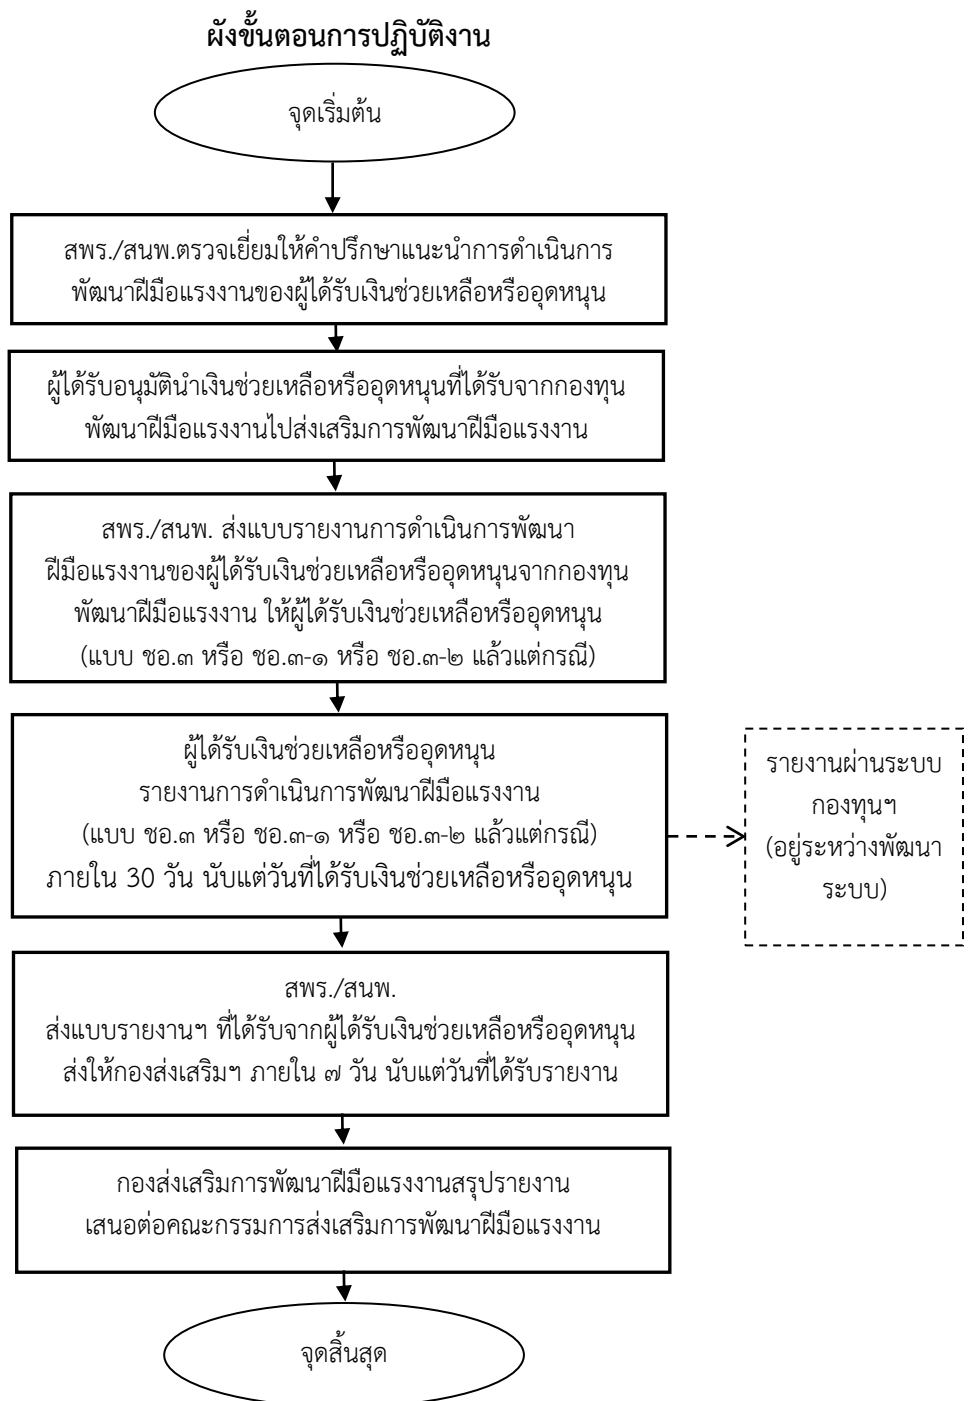 ผังขั้นตอนการปฏิบัติงาน
จุดเริ่มต้น
สพร./สนพ.ตรวจเยี่ยมให้คำปรึกษาแนะนำการดำเนินการ
พัฒนาฝีมือแรงงานของผู้ได้รับเงินช่วยเหลือหรืออุดหนุน
ผู้ได้รับอนุมัตินำเงินช่วยเหลือหรืออุดหนุนที่ได้รับจากกองทุน
พัฒนาฝีมือแรงงานไปส่งเสริมการพัฒนาฝีมือแรงงาน
สพร./สนพ. ส่งแบบรายงานการดำเนินการพัฒนา
ฝีมือแรงงานของผู้ได้รับเงินช่วยเหลือหรืออุดหนุนจากกองทุน
พัฒนาฝีมือแรงงาน ให้ผู้ได้รับเงินช่วยเหลือหรืออุดหนุน
(แบบ ชอ.๓ หรือ ชอ.๓-๑ หรือ ชอ.๓-๒ แล้วแต่กรณี)
ผู้ได้รับเงินช่วยเหลือหรืออุดหนุน
รายงานการดำเนินการพัฒนาฝีมือแรงงาน
(แบบ ชอ.๓ หรือ ชอ.๓-๑ หรือ ชอ.๓-๒ แล้วแต่กรณี)
ภายใน 30 วัน นับแต่วันที่ได้รับเงินช่วยเหลือหรืออุดหนุน
รายงานผ่านระบบ
กองทุนฯ
(อยู่ระหว่างพัฒนา
ระบบ)
สพร./สนพ.
ส่งแบบรายงานฯ ที่ได้รับจากผู้ได้รับเงินช่วยเหลือหรืออุดหนุน
ส่งให้กองส่งเสริมฯ ภายใน ๗ วัน นับแต่วันที่ได้รับรายงาน
กองส่งเสริมการพัฒนาฝีมือแรงงานสรุปรายงาน
เสนอต่อคณะกรรมการส่งเสริมการพัฒนาฝีมือแรงงาน
จุดสิ้นสุด